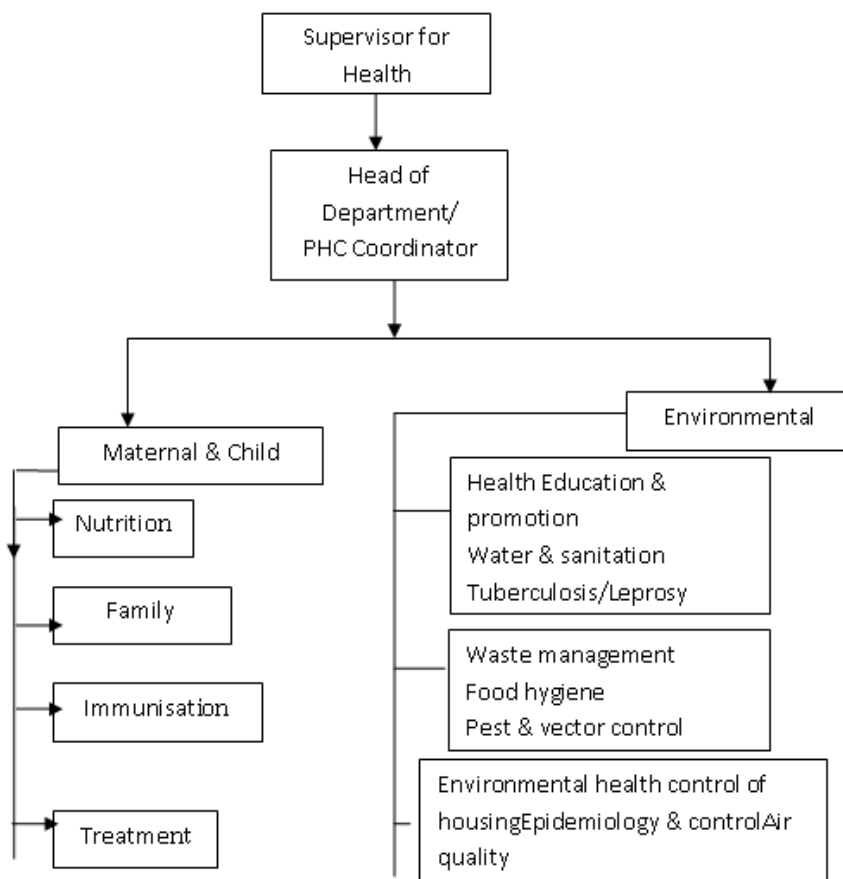 Supervisor for
Health
Head of
Department/
PHC Coordinator
Maternal & Child
Nutrition
Family
Immunisation
Treatment
Environmental
Health Education &
promotion
Water & sanitation
Tuberculosis/Leprosy
Waste management
Food hygiene
Pest & vector control
Environmental health control of
housingEpidemiology & controlAir
quality